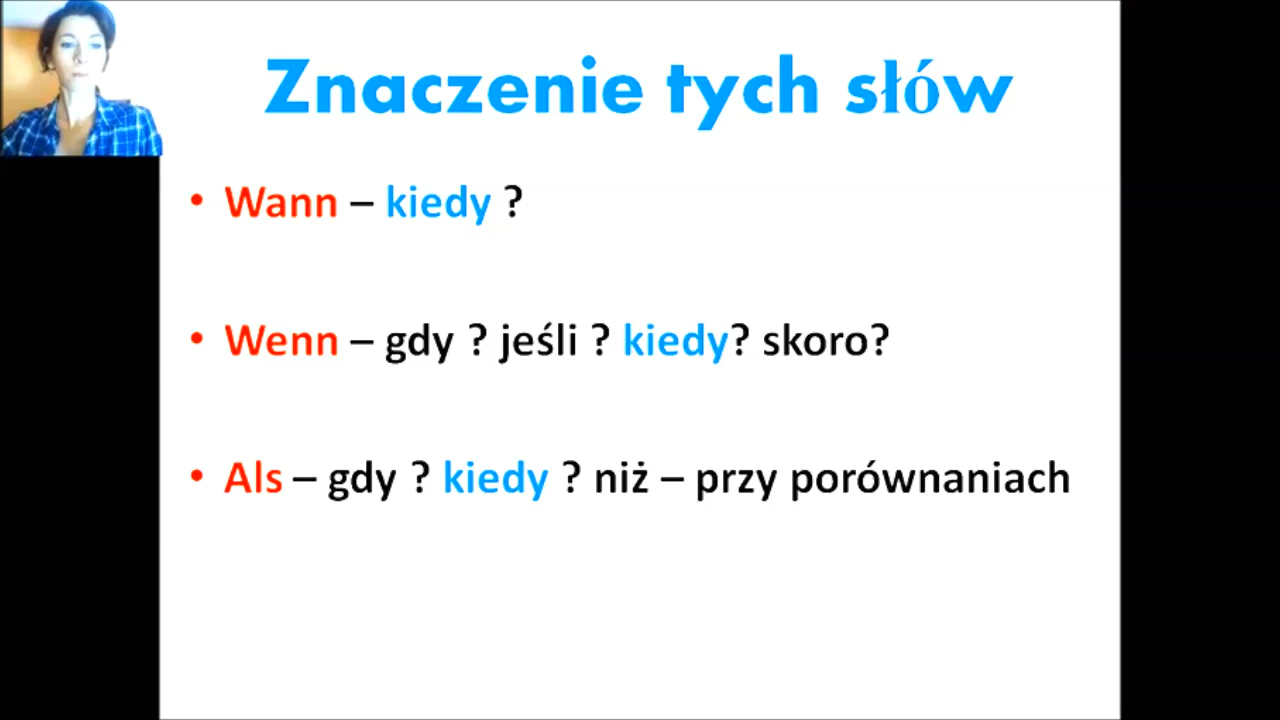 Znaczenie tych słów
• Wann – kiedy ?
• Wenn – gdy ? jeśli ? kiedy? skoro?
• Als – gdy ? kiedy ? niż – przy porównaniach